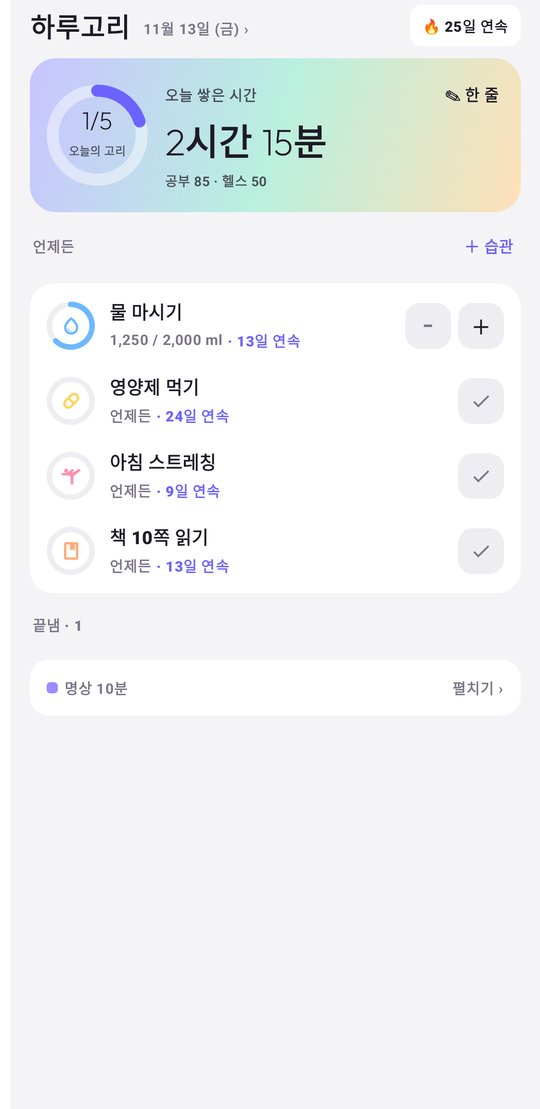 하루고리 11월 13일 (금) ›
🔥 25일 연속
1/5
오늘의 고리
오늘 쌓은 시간
✎ 한 줄
2시간 15분
공부 85 · 헬스 50
언제든
+ 습관
물 마시기
1,250 / 2,000 ml · 13일 연속
- +
영양제 먹기
언제든 · 24일 연속
아침 스트레칭
언제든 · 9일 연속
책 10쪽 읽기
언제든 · 13일 연속
끝냄 · 1
명상 10분
펼치기 ›